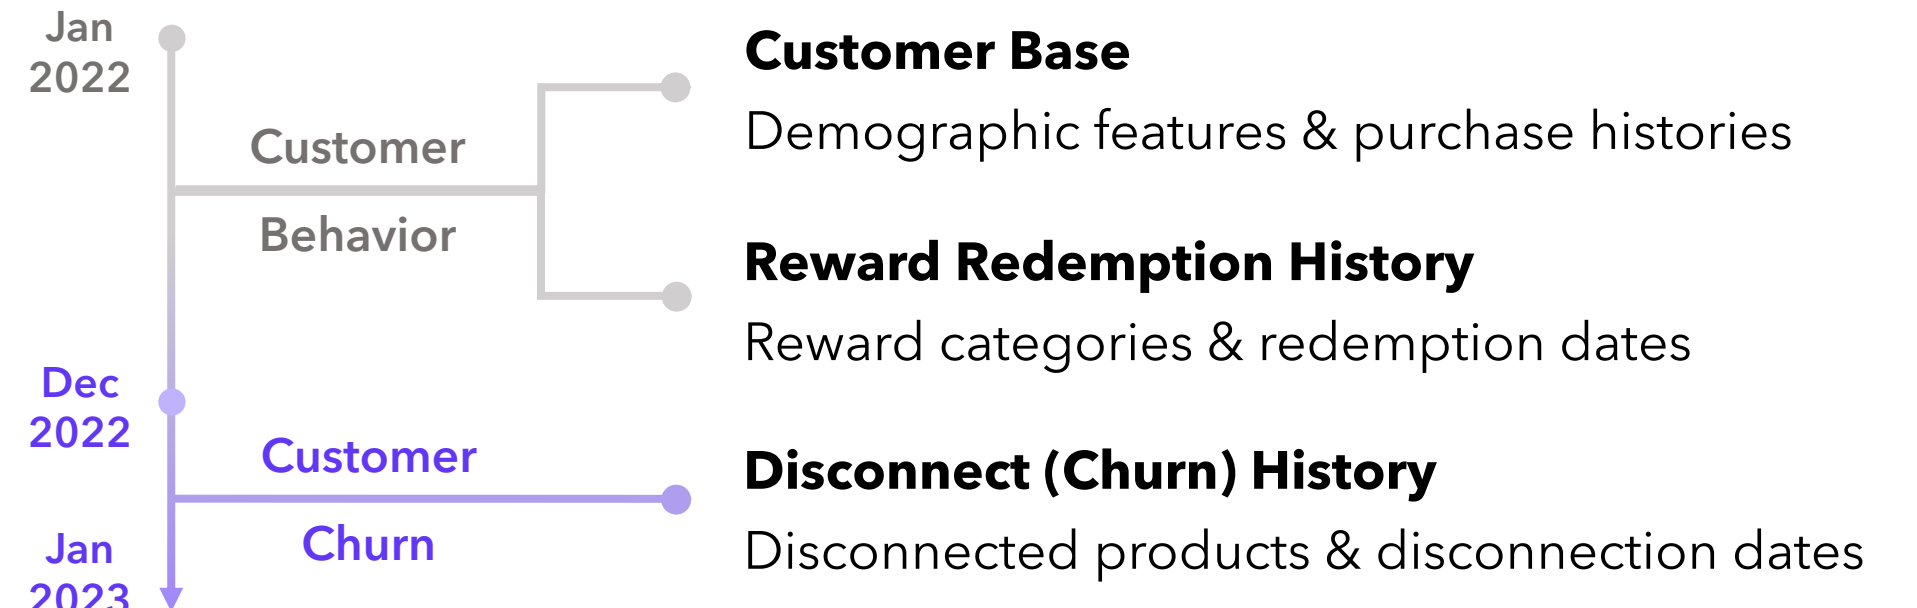 Jan
2022
Customer
Behavior
Customer Base
Demographic features & purchase histories
Reward Redemption History
Reward categories & redemption dates
Dec
2022
Customer
Churn
Disconnect (Churn) History
Disconnected products & disconnection dates
Jan
2023